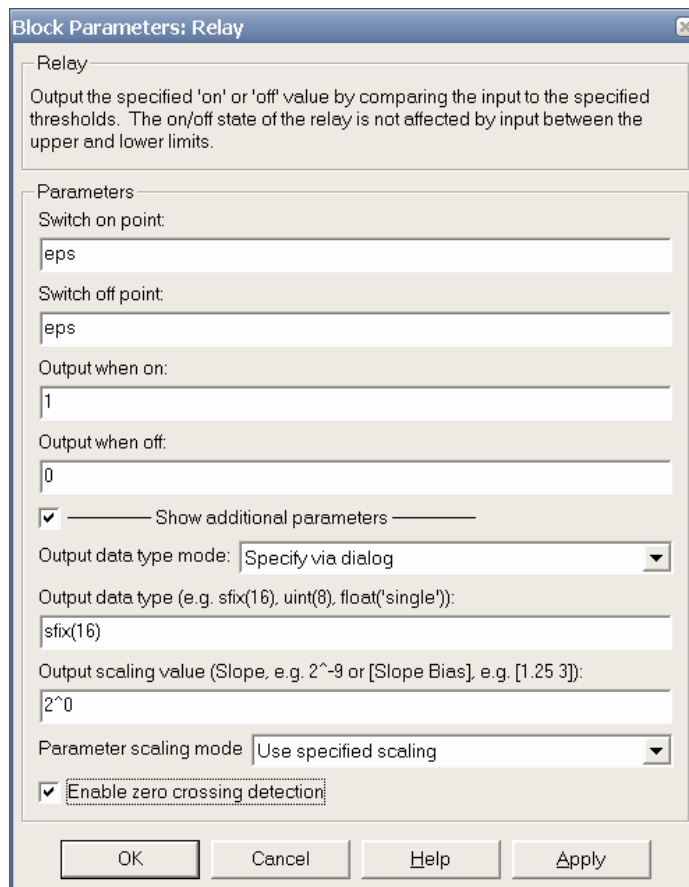 Block Parameters: Relay
Relay
Output the specified 'on' or 'off' value by comparing the input to the specified
thresholds. The on/off state of the relay is not affected by input between the
upper and lower limits.
Parameters
Switch on point:
eps
Switch off point:
eps
Output when on:
1
Output when off:
0
Show additional parameters
Output data type mode: Specify via dialog
Output data type (e.g. sfix(16), uint(8), float('single')):
sfix(16)
Output scaling value (Slope, e.g. 2^-9 or [Slope Bias], e.g. [1.25 3]):
2^0
Parameter scaling mode Use specified scaling
Enable zero crossing detection
OK Cancel Help Apply